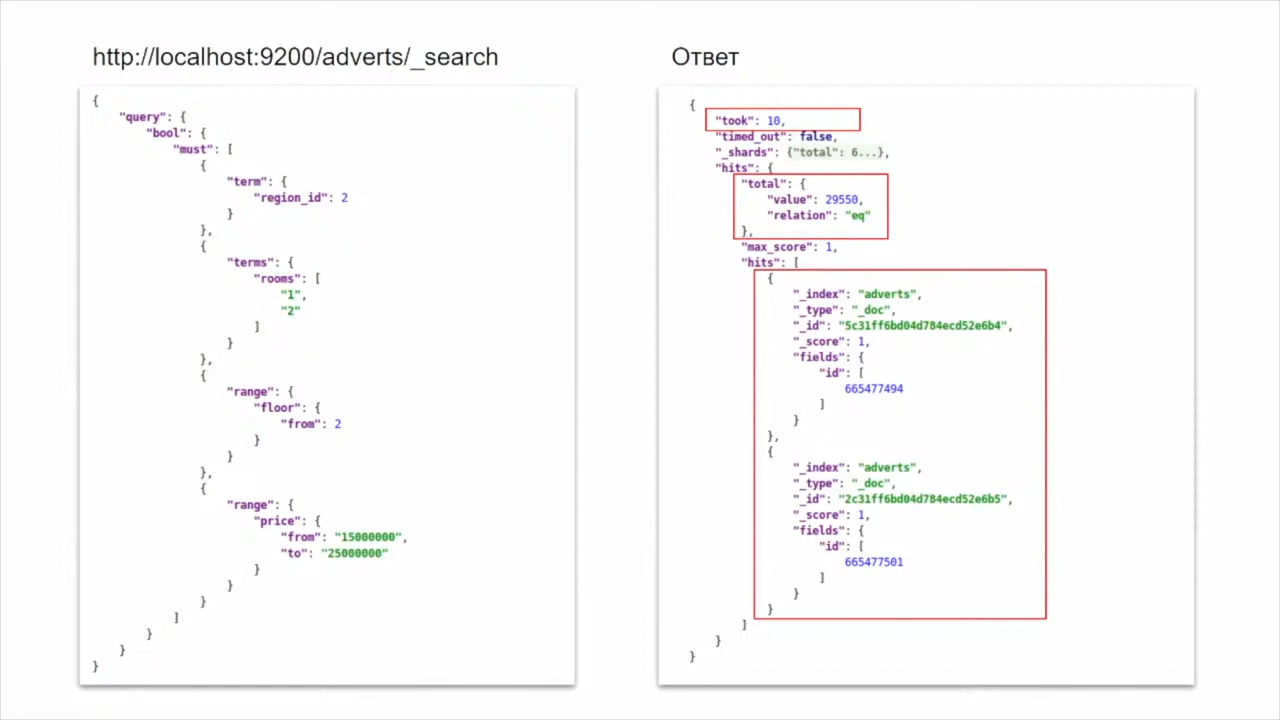 http://localhost:9200/adverts/_search
{
"query": {
"bool": {
"must": [
{
"term": {
"region_id": 2
}
},
{
"terms": {
"rooms": [
"1",
"2"
]
}
},
{
"range": {
"floor": {
"from": 2
}
}
},
{
"range": {
"price": {
"from": "15000000",
"to": "25000000"
}
}
}
]
}
}
}
Ответ
{
"took": 10,
"timed_out": false,
"_shards": {"total": 6...},
"hits": {
"total": {
"value": 29550,
"relation": "eq"
},
"max_score": 1,
"hits": [
{
"_index": "adverts",
"_type": "_doc",
"_id": "5c31ff6bd04d784ecd52e6b4",
"_score": 1,
"fields": {
"id": [
665477494
]
}
},
{
"_index": "adverts",
"_type": "_doc",
"_id": "2c31ff6bd04d784ecd52e6b5",
"_score": 1,
"fields": {
"id": [
665477501
]
}
}
]
}
}